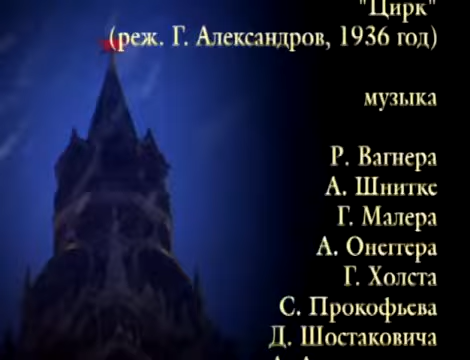 "Цирк"
(реж. Г. Александров, 1936 год)
музыка
Р. Вагнера
А. Шнитке
Г. Малера
А. Онеггера
Г. Холста
С. Прокофьева
Д. Шостаковича